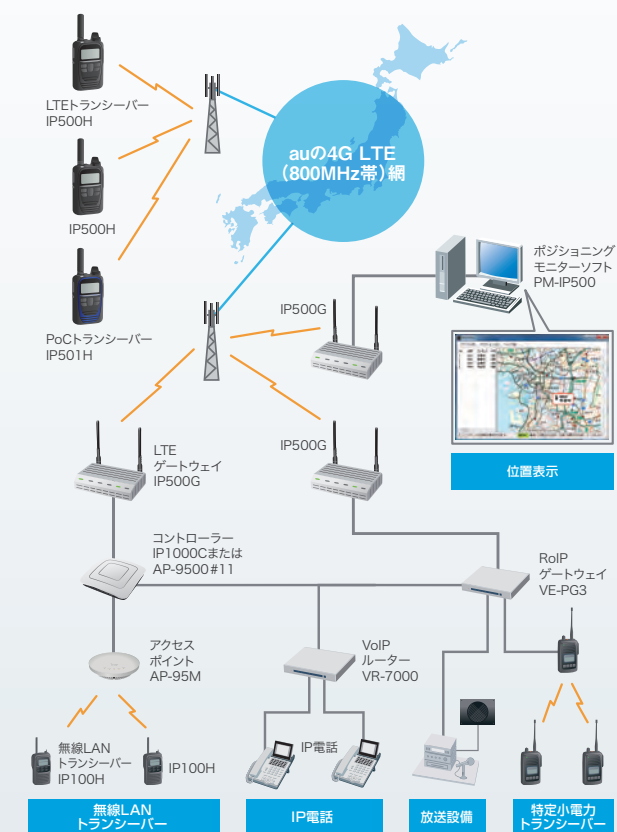 LTEトランシーバー
IP500H
IP500H
PoCトランシーバー
IP501H
auの4G LTE
（800MHz帯）網
IP500G
ポジショニング
モニターソフト
PM-IP500
位置表示
LTE
ゲートウェイ
IP500G
IP500G
コントローラー
IP1000Cまたは
AP-9500#11
RoIP
ゲートウェイ
VE-PG3
アクセス
ポイント
AP-95M
VoIP
ルーター
VR-7000
無線LAN
トランシーバー
IP100H
IP100H
IP電話
無線LAN
トランシーバー
IP電話
放送設備
特定小電力
トランシーバー